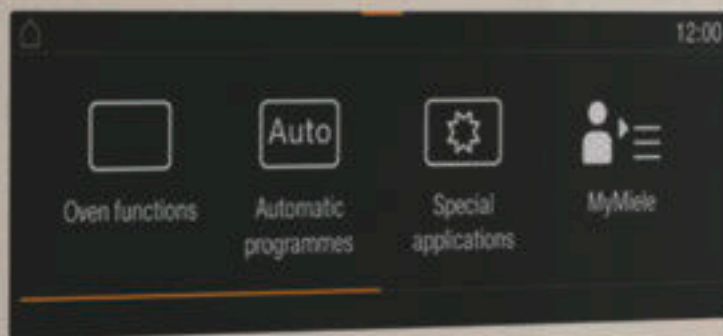 12:00
Auto
Oven functions
Automatic
programmes
Special
applications
MyMiele